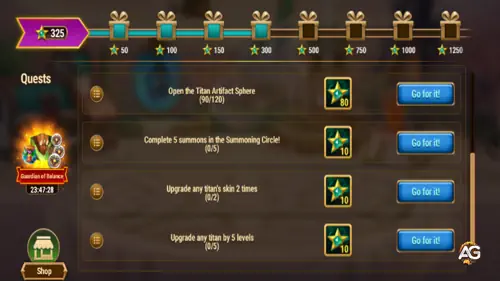 325
50
100
150
300
500
750
1000
1250
Quests
Open the Titan Artifact Sphere
(90/120)
80
Go for it!
Complete 5 summons in the Summoning Circle!
(0/5)
10
Go for it!
Guardian of Balance
23:47:28
Upgrade any titan's skin 2 times
(0/2)
10
Go for it!
Upgrade any titan by 5 levels
(0/5)
10
Go for it!
Shop
AG